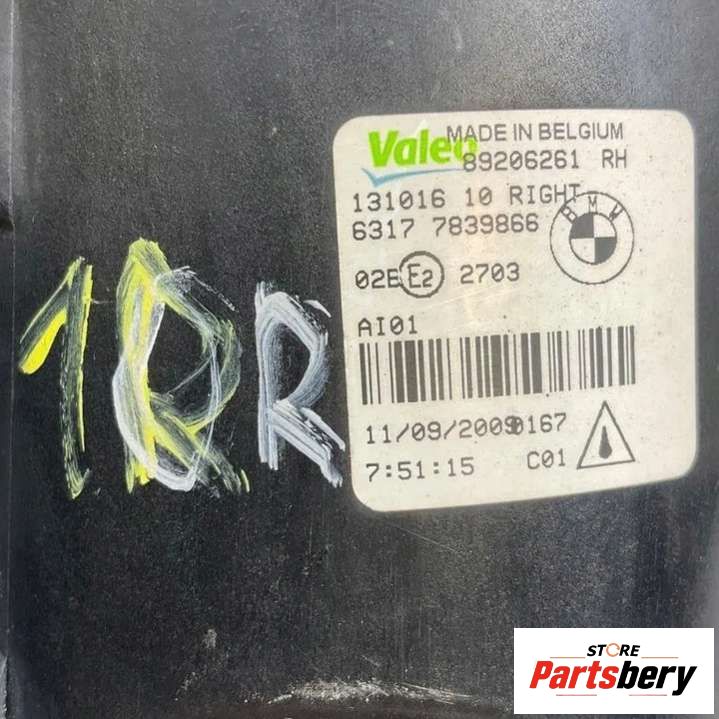 Valeo MADE IN BELGIUM
89206261 RH
131016 10 RIGHT
6317 7839866
BMW
02E E2 2703
AI01
11/09/2009 0167
7:51:15 C01
STORE
Partsbery